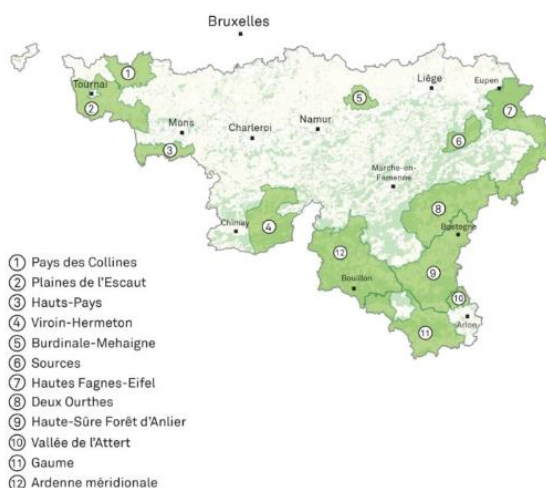 Bruxelles
①
Tournai
②
Mons
③
Charleroi
Namur
⑤
Liège
Eupen
⑦
⑥
Marche-en-Famenne
④
Chimay
⑧
Bastogne
⑫
Bouillon
⑨
⑩
Arlon
⑪
① Pays des Collines
② Plaines de l'Escaut
③ Hauts-Pays
④ Viroin-Hermeton
⑤ Burdinale-Mehaigne
⑥ Sources
⑦ Hautes Fagnes-Eifel
⑧ Deux Ourthes
⑨ Haute-Sûre Forêt d'Anlier
⑩ Vallée de l'Attert
⑪ Gaume
⑫ Ardenne méridionale